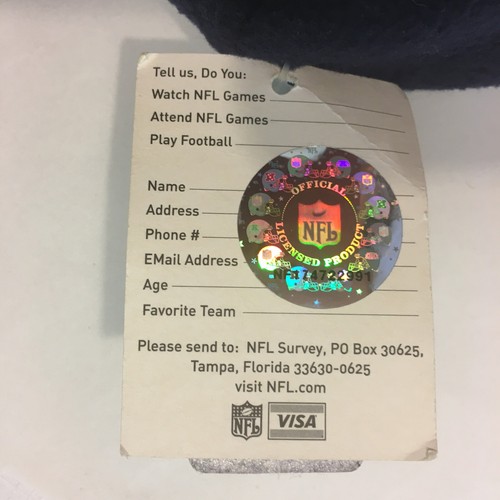 Tell us, Do You:
Watch NFL Games
Attend NFL Games
Play Football
Name
Address
Phone #
EMail Address
Age
Favorite Team
OFFICIAL
NFL
LICENSED PRODUCT
Please send to: NFL Survey, PO Box 30625,
Tampa, Florida 33630-0625
visit NFL.com
NFL
VISA